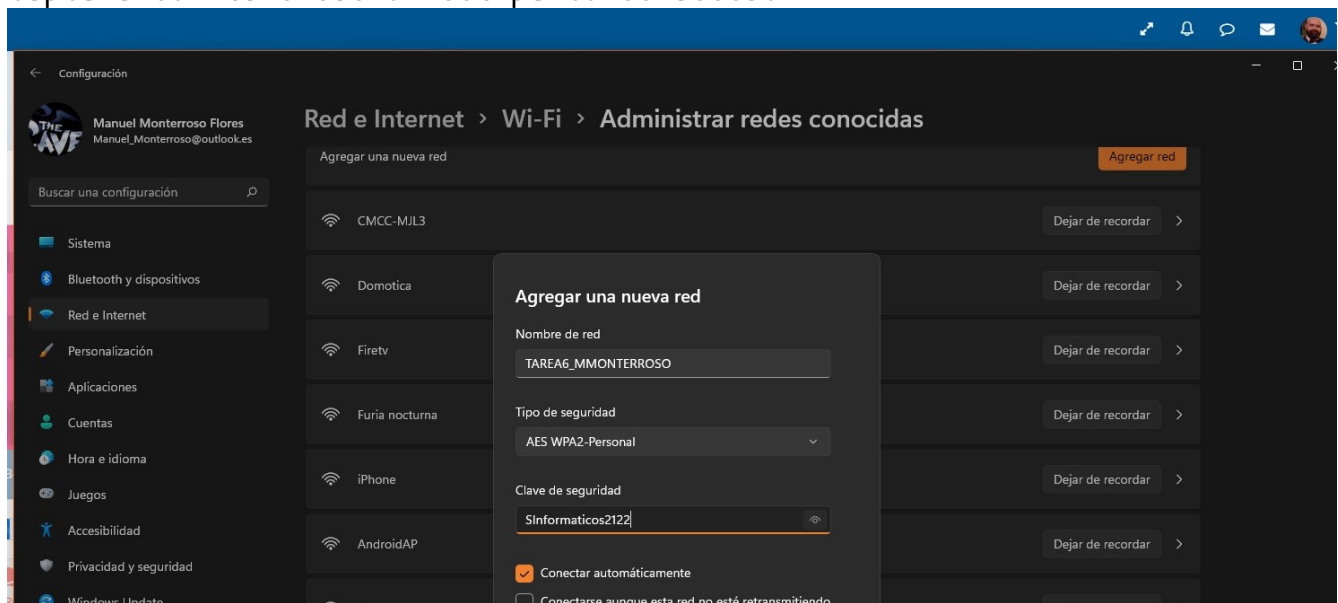 Configuración
Manuel Monterroso Flores
Manuel_Monterroso@outlook.es
Buscar una configuración
Sistema
Bluetooth y dispositivos
Red e Internet
Personalización
Aplicaciones
Cuentas
Hora e idioma
Juegos
Accesibilidad
Privacidad y seguridad
Windows Update
Red e Internet > Wi-Fi > Administrar redes conocidas
Agregar una nueva red Agregar red
CMCC-MJL3 Dejar de recordar
Domotica Dejar de recordar
Firetv Dejar de recordar
Furia nocturna Dejar de recordar
iPhone Dejar de recordar
AndroidAP Dejar de recordar
Agregar una nueva red
Nombre de red
TAREA6_MMONTERROSO
Tipo de seguridad
AES WPA2-Personal
Clave de seguridad
SInformaticos2122
Conectar automáticamente
Conectarse aunque esta red no esté retransmitiendo